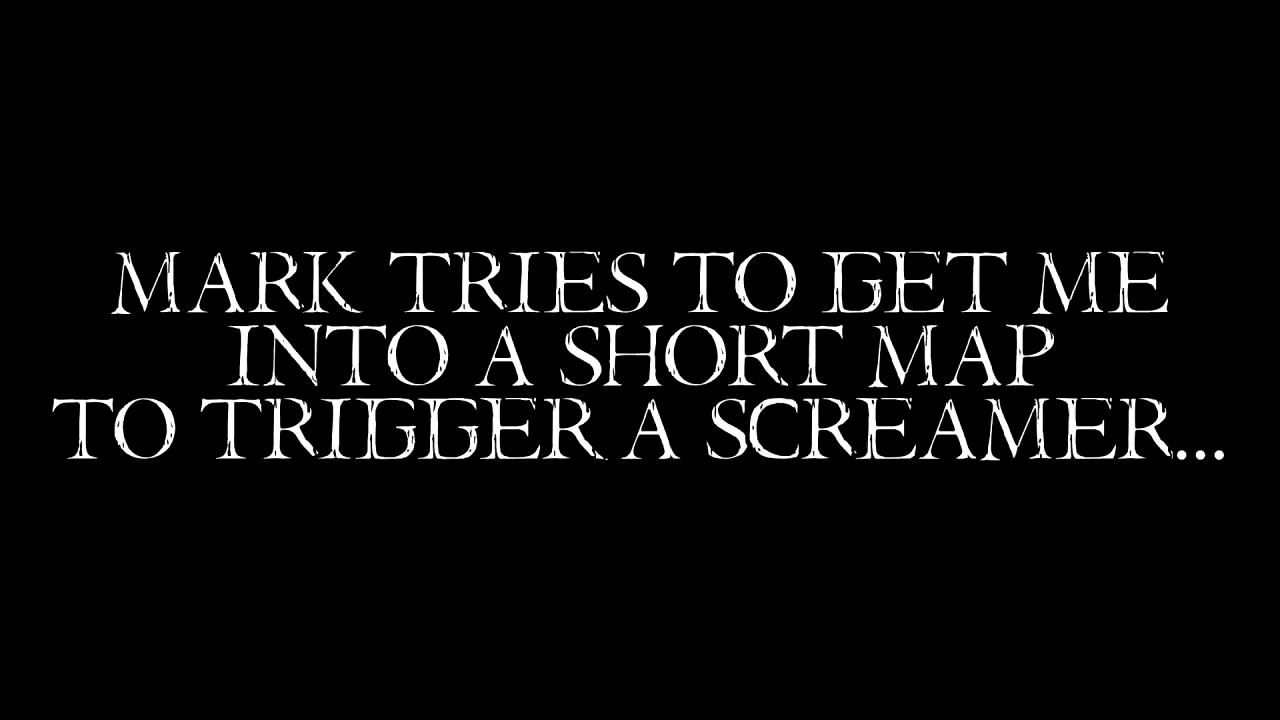 MARK TRIES TO GET ME
INTO A SHORT MAP
TO TRIGGER A SCREAMER...